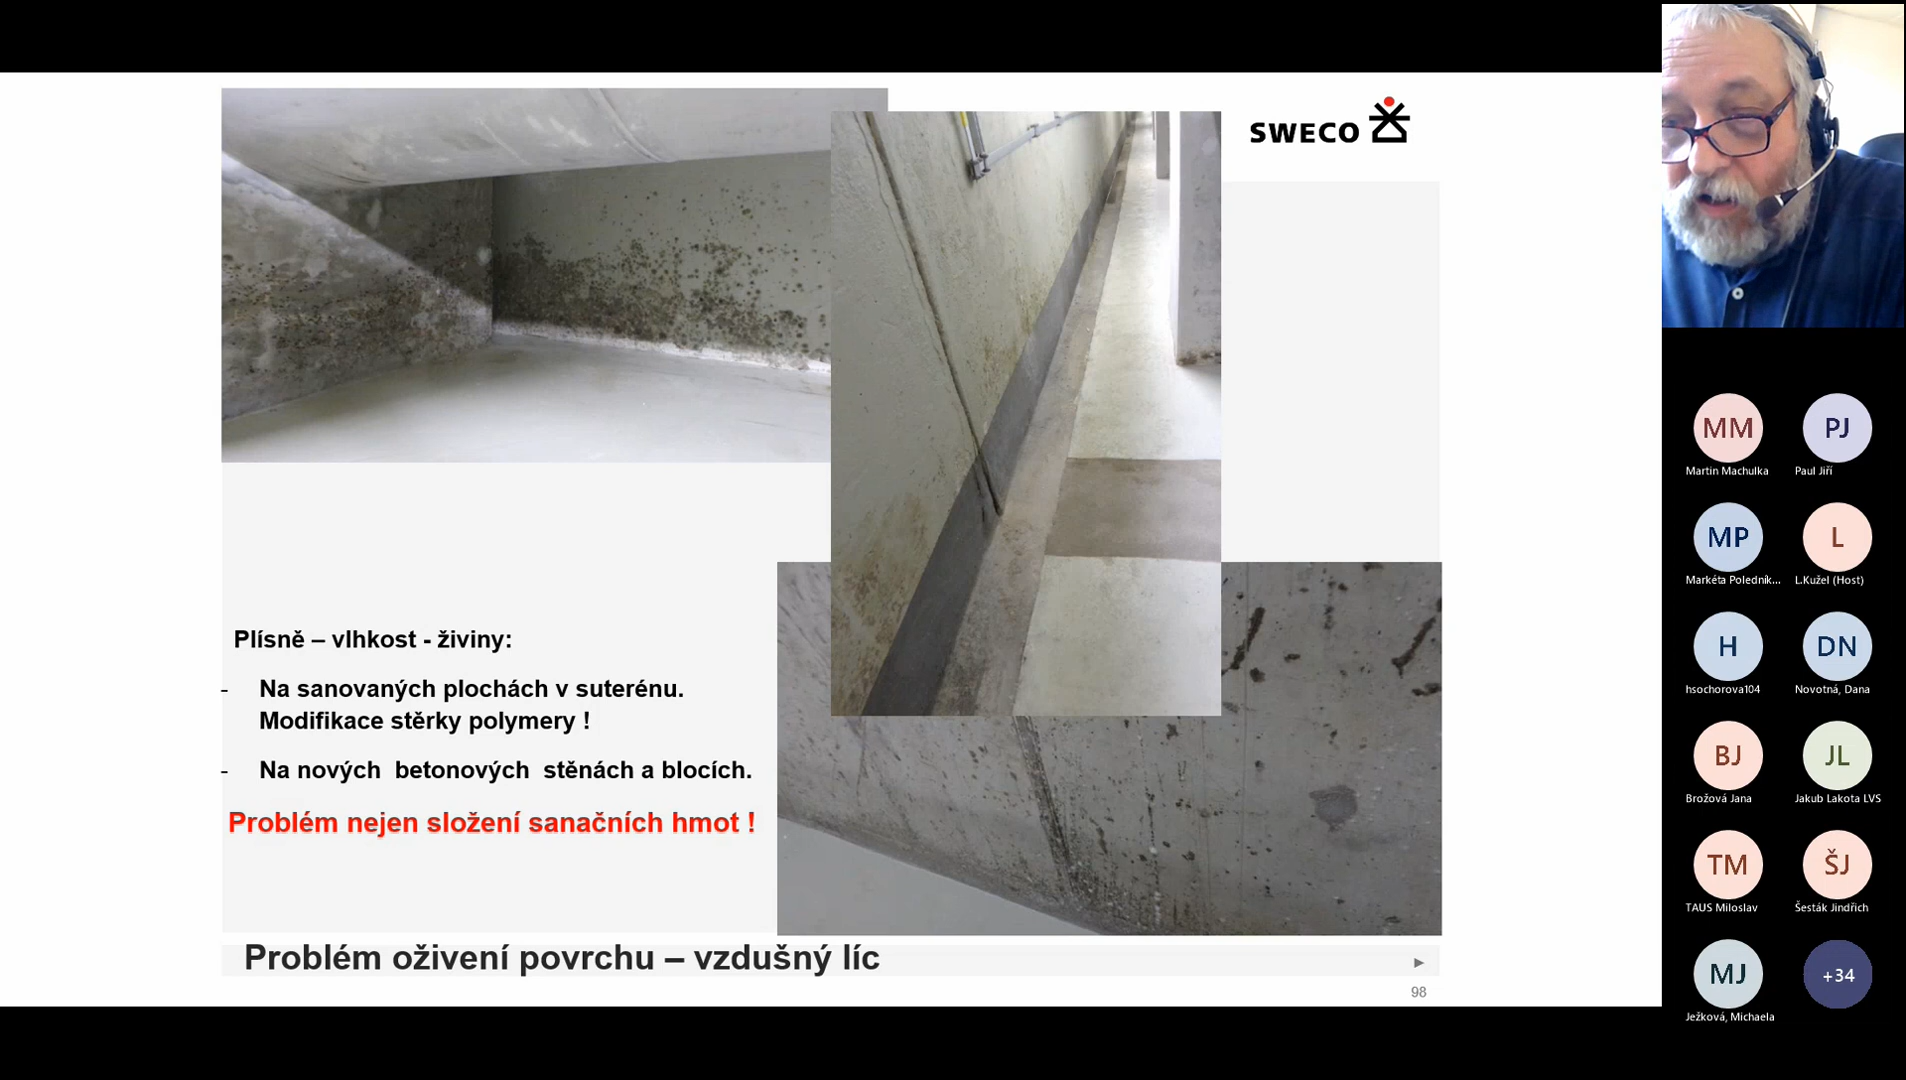 SWECO
Plísně – vlhkost - živiny:
- Na sanovaných plochách v suterénu.
Modifikace stěrky polymery !
- Na nových betonových stěnách a blocích.
Problém nejen složení sanačních hmot !
Problém oživení povrchu – vzdušný líc
98
MM
Martin Machulka
PJ
Paul Jiří
MP
Markéta Poledník...
L
L.Kužel (Host)
H
hsochorova104
DN
Novotná, Dana
BJ
Brožová Jana
JL
Jakub Lakota LVS
TM
TAUS Miloslav
ŠJ
Šesták Jindřich
MJ
Ježková, Michaela
+34